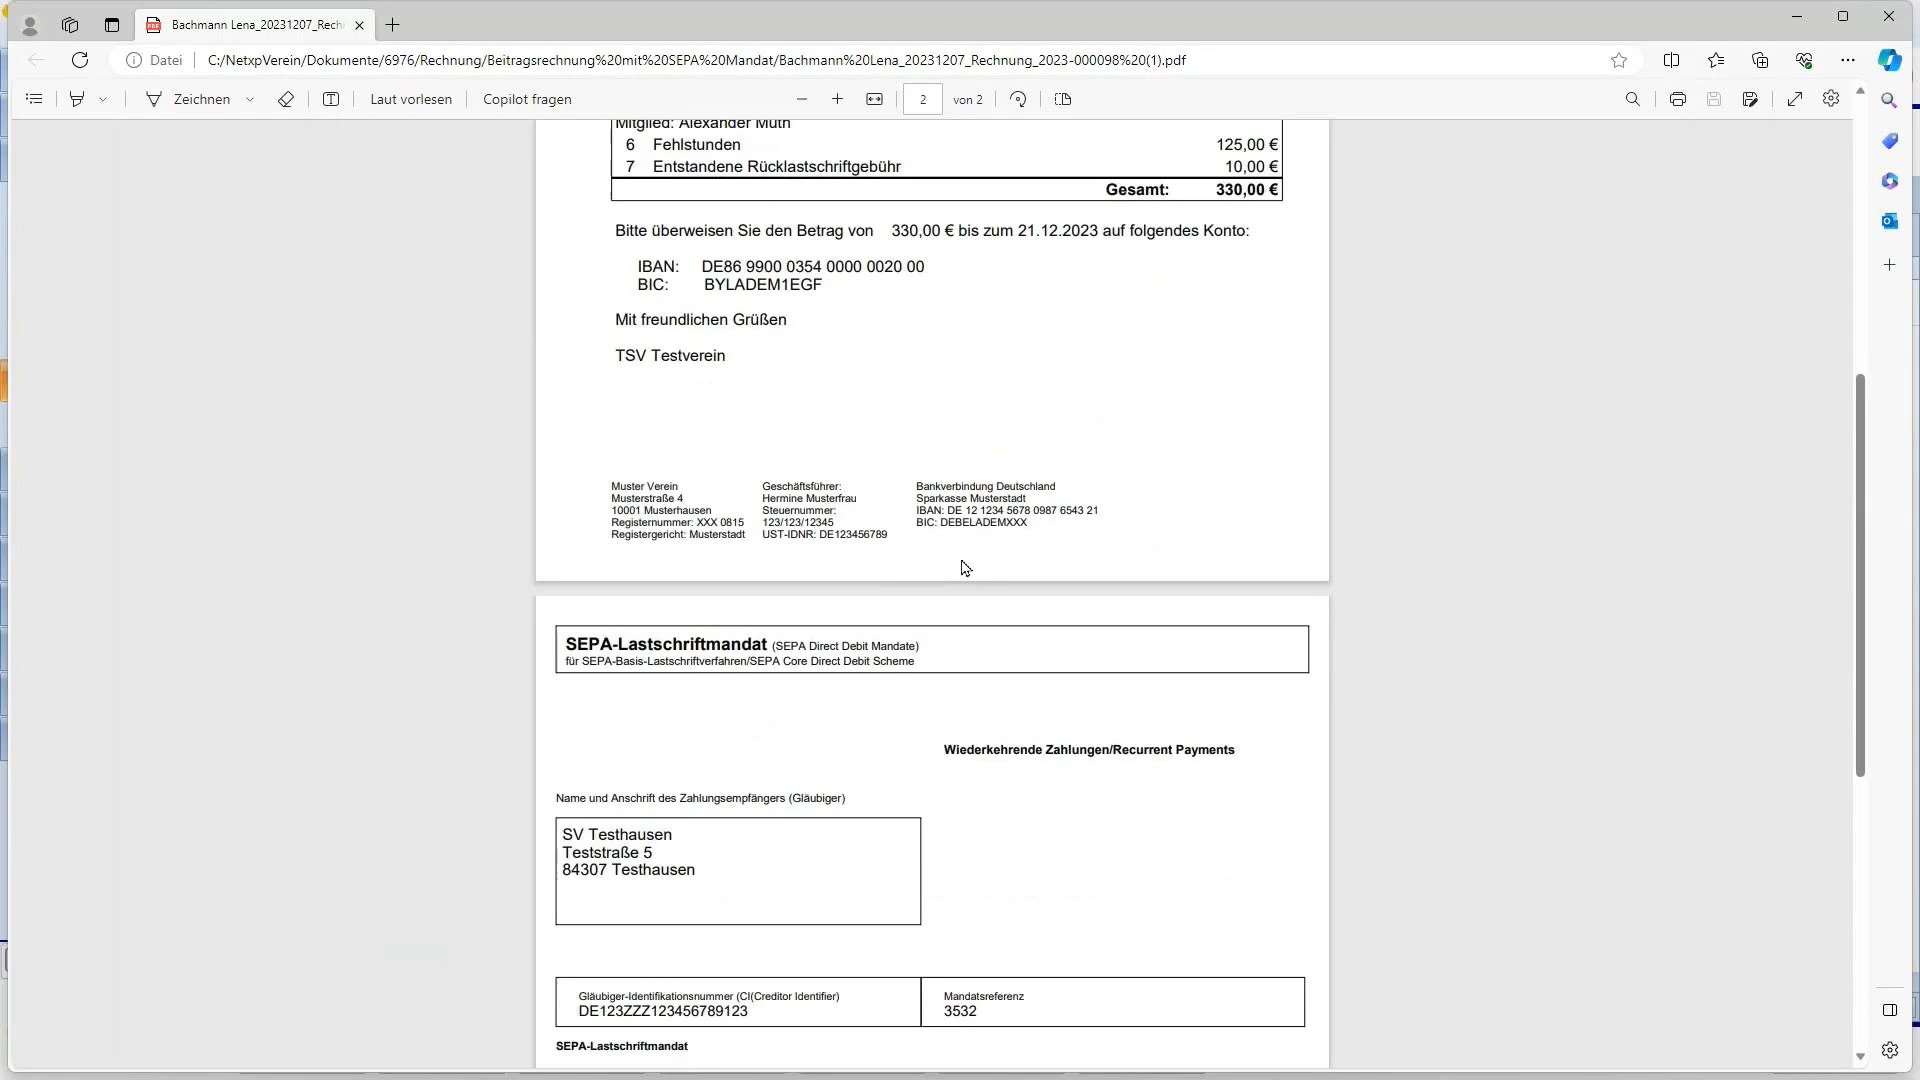 Bachmann Lena_20231207_Rechn
Datei
C:/NetxpVerein/Dokumente/6976/Rechnung/Beitragsrechnung%20mit%20SEPA%20Mandat/Bachmann%20Lena_20231207_Rechnung_2023-000098%20(1).pdf
Zeichnen
Laut vorlesen
Copilot fragen
2 von 2
Mitglied: Alexander Muth
6 Fehlstunden 125,00 €
7 Entstandene Rücklastschriftgebühr 10,00 €
Gesamt: 330,00 €
Bitte überweisen Sie den Betrag von 330,00 € bis zum 21.12.2023 auf folgendes Konto:
IBAN: DE86 9900 0354 0000 0020 00
BIC: BYLADEM1EGF
Mit freundlichen Grüßen
TSV Testverein
Muster Verein
Musterstraße 4
10001 Musterhausen
Registernummer: XXX 0815
Registergericht: Musterstadt
Geschäftsführer:
Hermine Musterfrau
Steuernummer:
123/123/12345
UST-IDNR: DE123456789
Bankverbindung Deutschland
Sparkasse Musterstadt
IBAN: DE 12 1234 5678 0987 6543 21
BIC: DEBELADEMXXX
SEPA-Lastschriftmandat (SEPA Direct Debit Mandate)
für SEPA-Basis-Lastschriftverfahren/SEPA Core Direct Debit Scheme
Wiederkehrende Zahlungen/Recurrent Payments
Name und Anschrift des Zahlungsempfängers (Gläubiger)
SV Testhausen
Teststraße 5
84307 Testhausen
Gläubiger-Identifikationsnummer (CI(Creditor Identifier)
DE123ZZZ123456789123
Mandatsreferenz
3532
SEPA-Lastschriftmandat